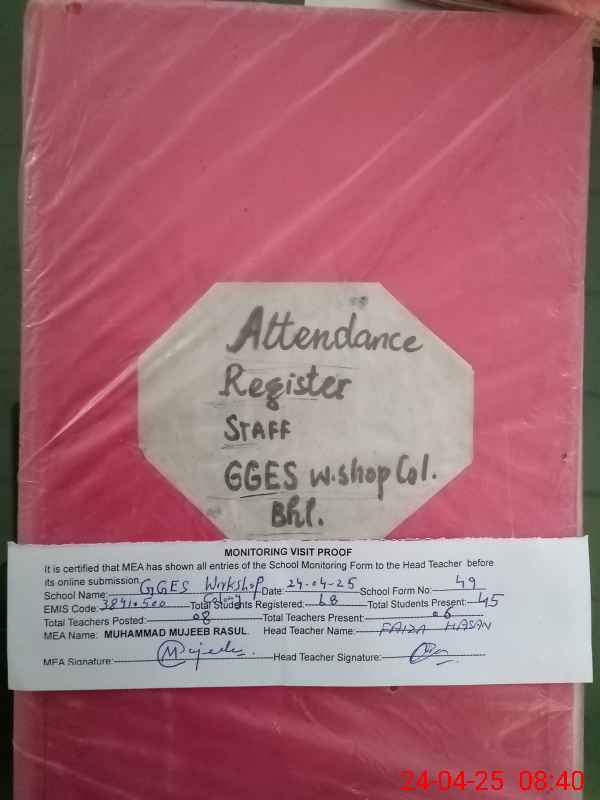 Attendance
Register
STAFF
GGES W.shop Col.
Bhl.
MONITORING VISIT PROOF
It is certified that MEA has shown all entries of the School Monitoring Form to the Head Teacher before
its online submission.
School Name: GGES Workshop Colony Date: 24-04-25 School Form No: 49
EMIS Code: 38410500 Total Students Registered: 68 Total Students Present: 45
Total Teachers Posted: 08 Total Teachers Present: 06
MEA Name: MUHAMMAD MUJEEB RASUL. Head Teacher Name: FAIZA HASAN
MEA Signature: Mujeeb Head Teacher Signature:
24-04-25 08:40